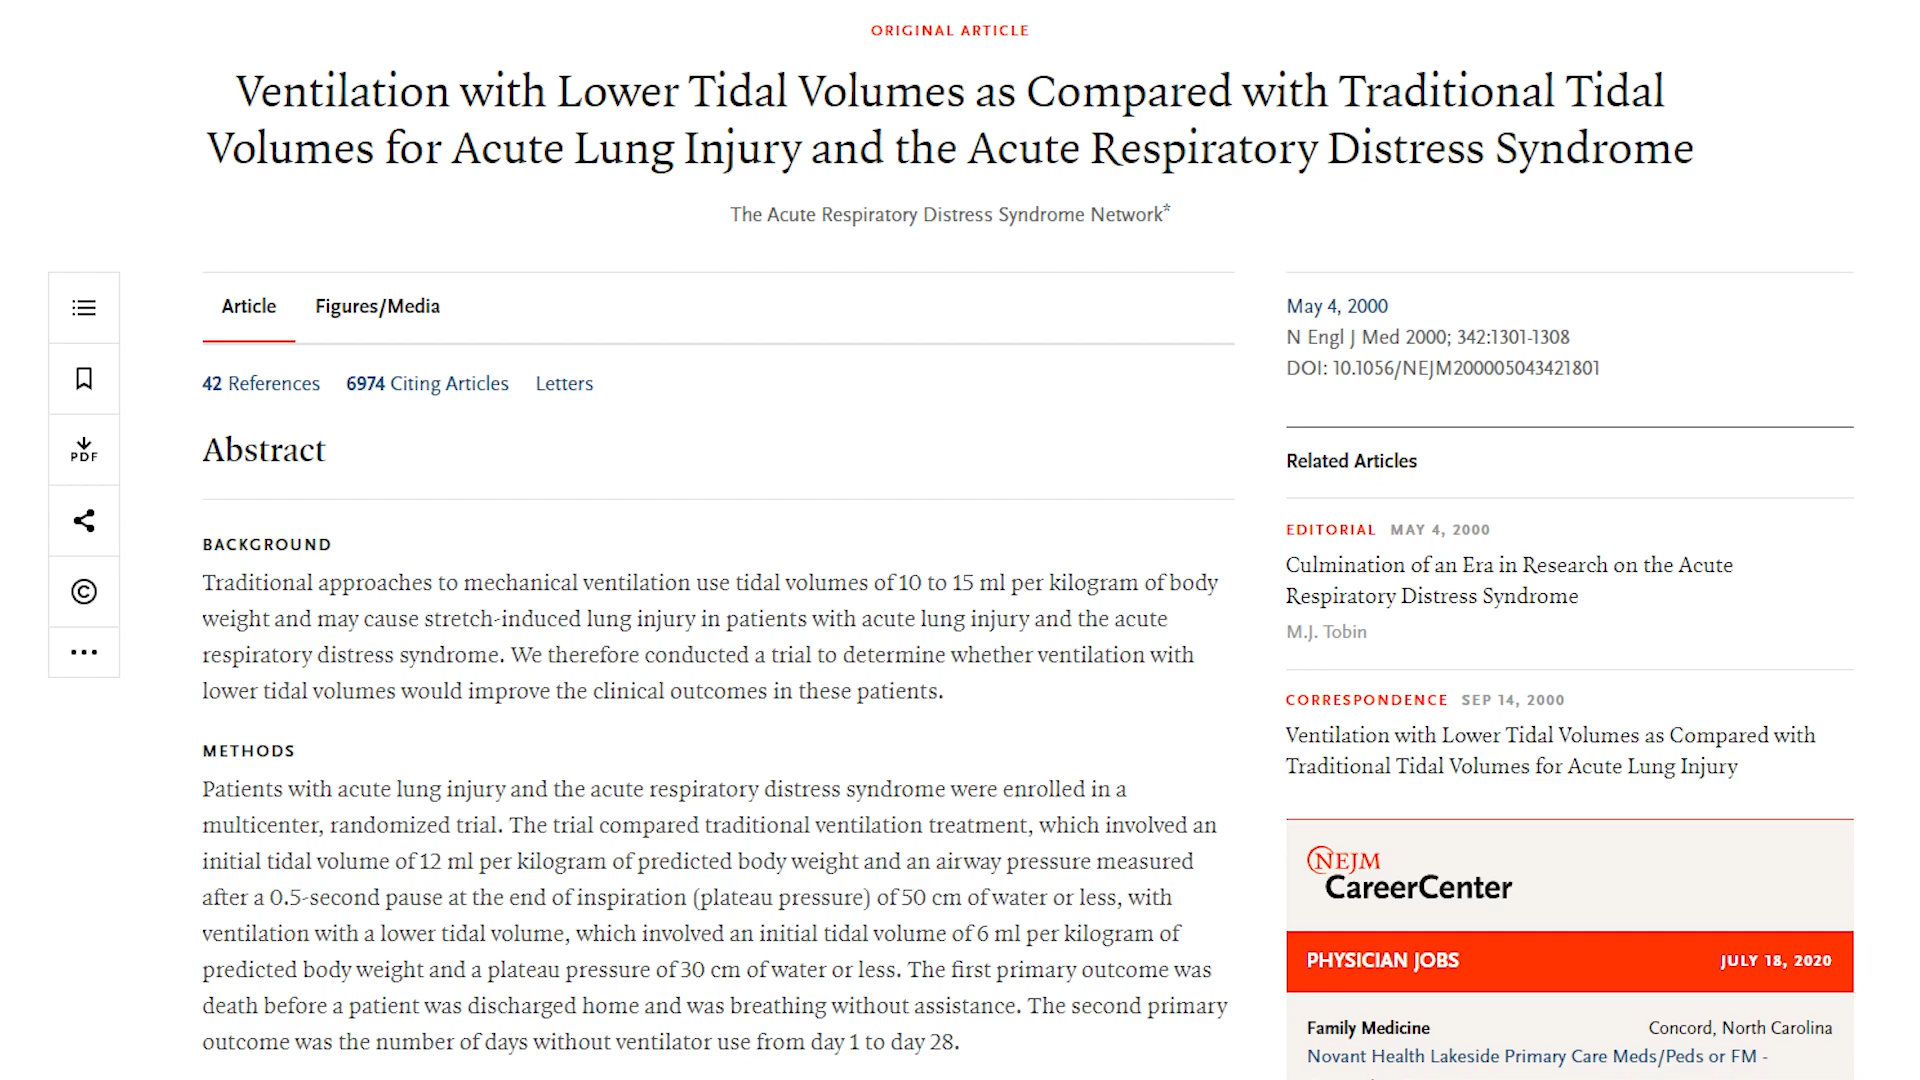 ORIGINAL ARTICLE
Ventilation with Lower Tidal Volumes as Compared with Traditional Tidal
Volumes for Acute Lung Injury and the Acute Respiratory Distress Syndrome
The Acute Respiratory Distress Syndrome Network*
PDF
Article Figures/Media
42 References 6974 Citing Articles Letters
Abstract
BACKGROUND
Traditional approaches to mechanical ventilation use tidal volumes of 10 to 15 ml per kilogram of body
weight and may cause stretch-induced lung injury in patients with acute lung injury and the acute
respiratory distress syndrome. We therefore conducted a trial to determine whether ventilation with
lower tidal volumes would improve the clinical outcomes in these patients.
METHODS
Patients with acute lung injury and the acute respiratory distress syndrome were enrolled in a
multicenter, randomized trial. The trial compared traditional ventilation treatment, which involved an
initial tidal volume of 12 ml per kilogram of predicted body weight and an airway pressure measured
after a 0.5-second pause at the end of inspiration (plateau pressure) of 50 cm of water or less, with
ventilation with a lower tidal volume, which involved an initial tidal volume of 6 ml per kilogram of
predicted body weight and a plateau pressure of 30 cm of water or less. The first primary outcome was
death before a patient was discharged home and was breathing without assistance. The second primary
outcome was the number of days without ventilator use from day 1 to day 28.
May 4, 2000
N Engl J Med 2000; 342:1301-1308
DOI: 10.1056/NEJM200005043421801
Related Articles
EDITORIAL MAY 4, 2000
Culmination of an Era in Research on the Acute
Respiratory Distress Syndrome
M.J. Tobin
CORRESPONDENCE SEP 14, 2000
Ventilation with Lower Tidal Volumes as Compared with
Traditional Tidal Volumes for Acute Lung Injury
NEJM
CareerCenter
PHYSICIAN JOBS JULY 18, 2020
Family Medicine Concord, North Carolina
Novant Health Lakeside Primary Care Meds/Peds or FM -